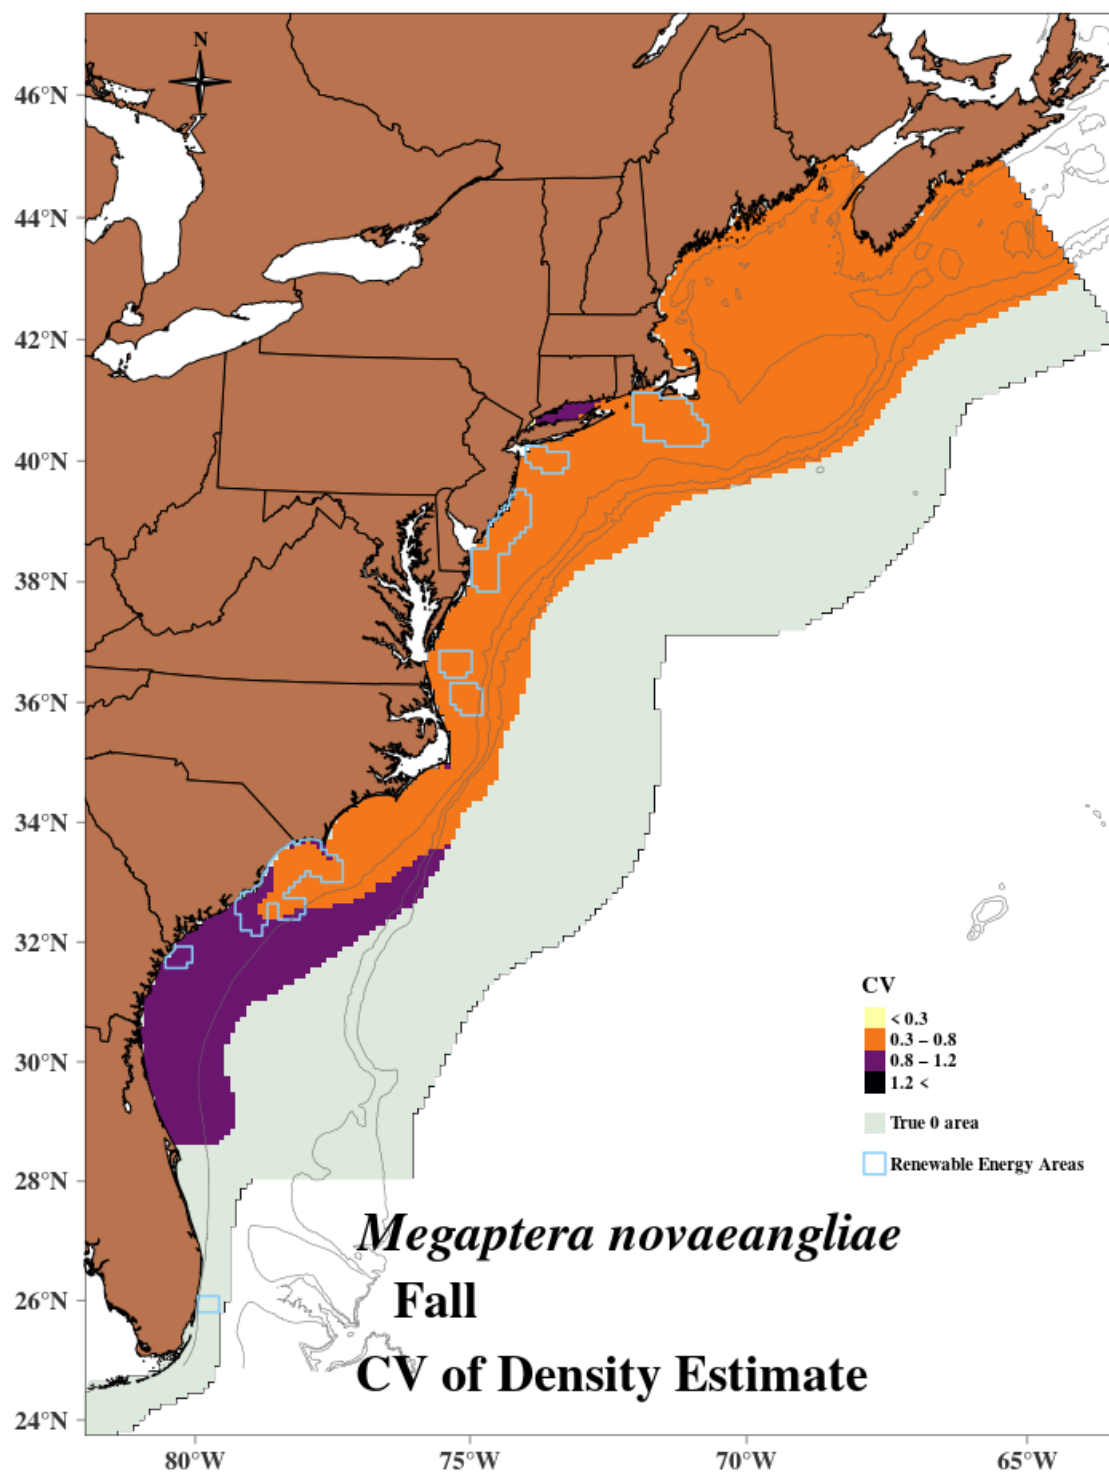 N
46°N
44°N
42°N
40°N
38°N
36°N
34°N
32°N
30°N
28°N
26°N
24°N
CV
< 0.3
0.3 – 0.8
0.8 – 1.2
1.2 <
True 0 area
Renewable Energy Areas
Megaptera novaeangliae
Fall
CV of Density Estimate
80°W 75°W 70°W 65°W